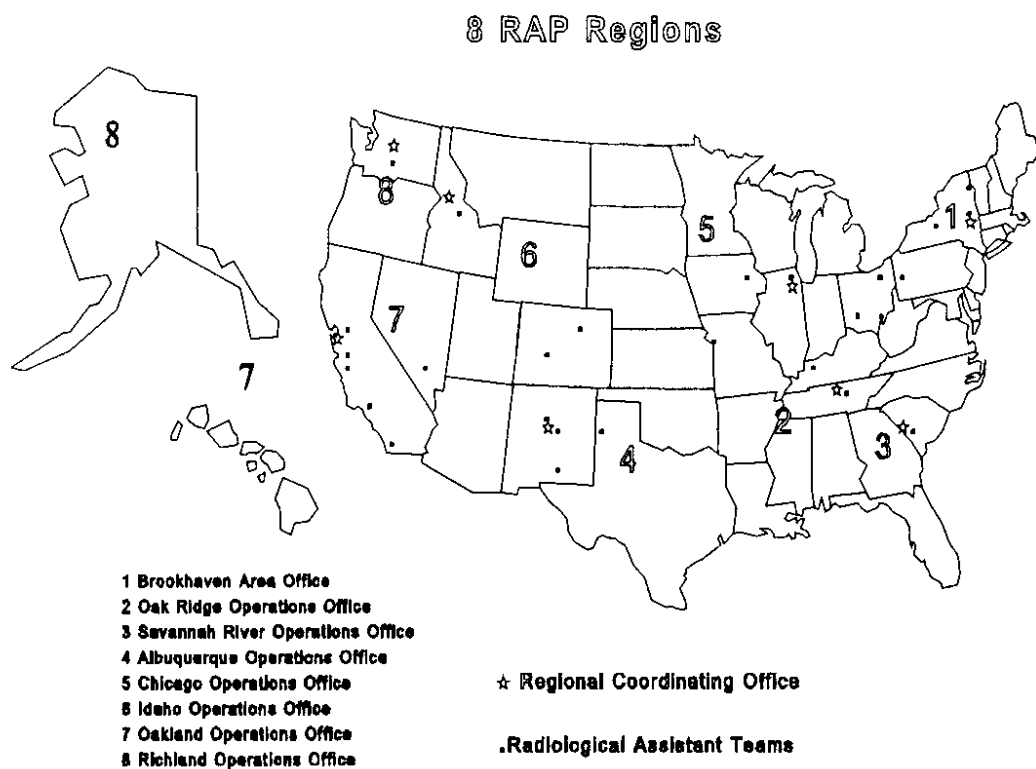 8 RAP Regions
8
8
1
5
6
7
7
2
3
4
1 Brookhaven Area Office
2 Oak Ridge Operations Office
3 Savannah River Operations Office
4 Albuquerque Operations Office
5 Chicago Operations Office
6 Idaho Operations Office
7 Oakland Operations Office
8 Richland Operations Office
☆ Regional Coordinating Office
.Radiological Assistant Teams